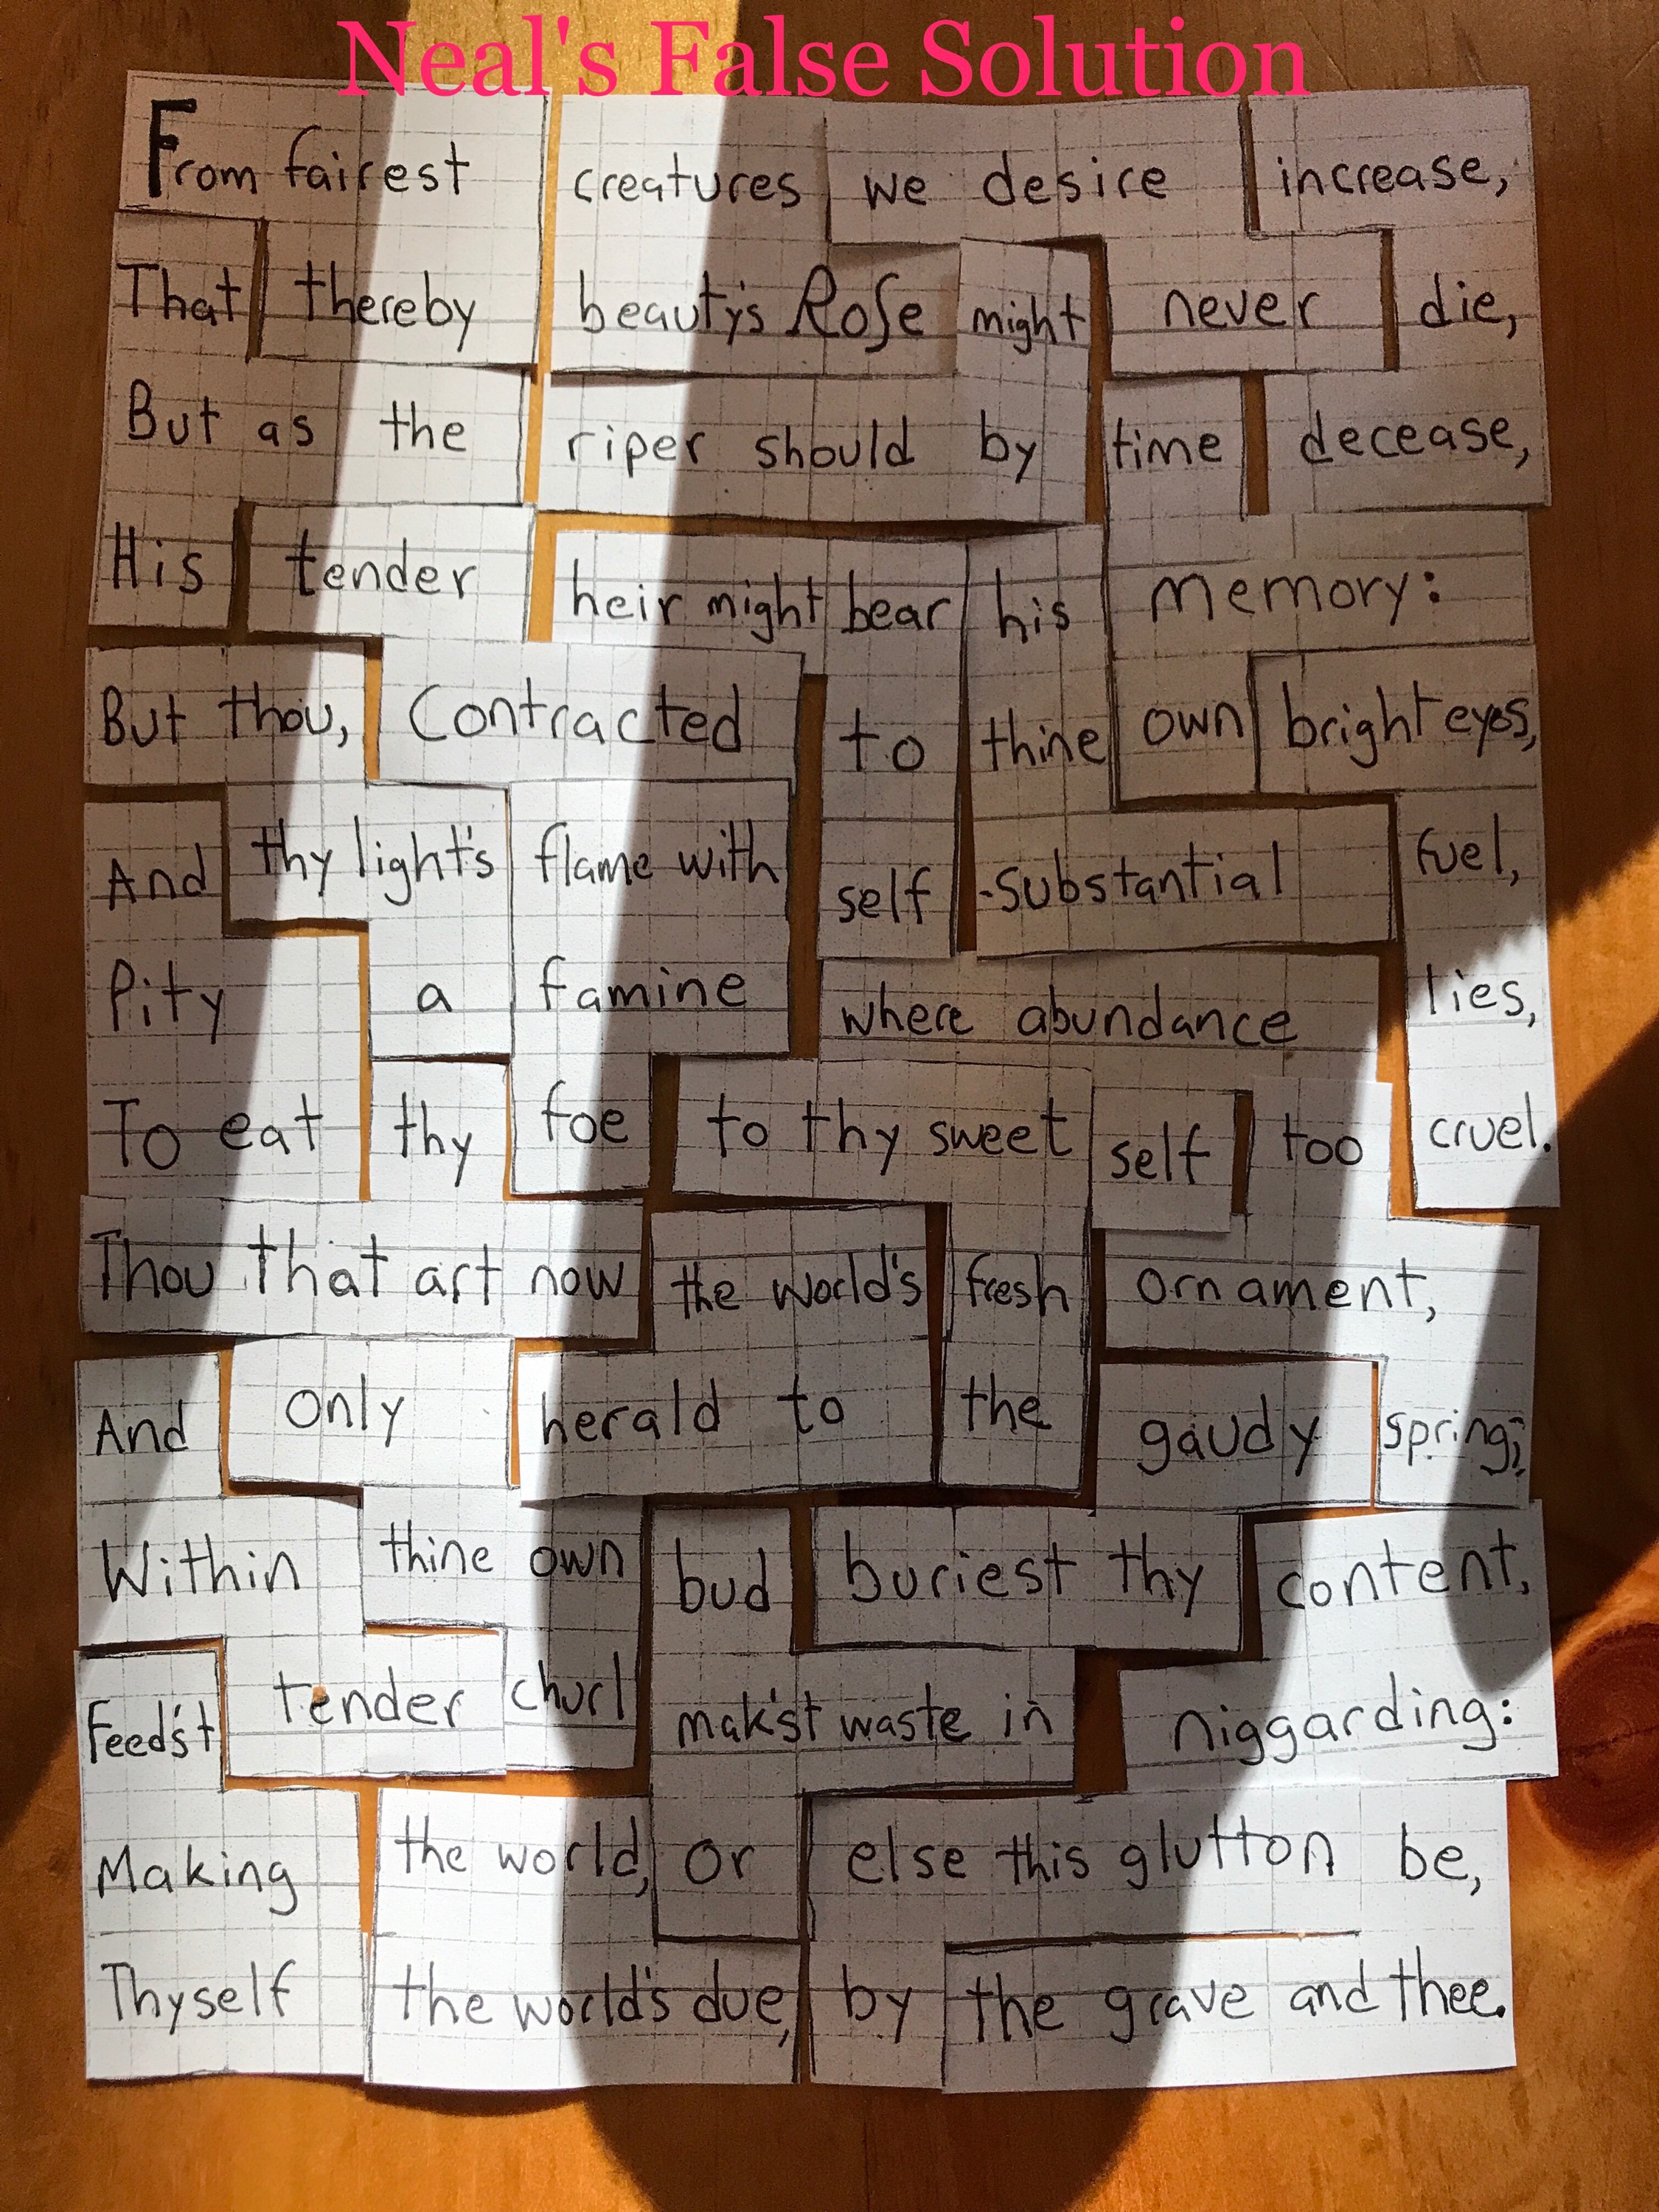 Neal's False Solution
From fairest creatures we desire increase,
That thereby beauty's Roſe might never die,
But as the riper should by time decease,
His tender heir might bear his memory:
But thou, Contracted to thine own bright eyes,
And thy light's flame with self -substantial fuel,
Pity a famine where abundance lies,
To eat thy foe to thy sweet self too cruel.
Thou that art now the world's fresh ornament,
And only herald to the gaudy spring;
Within thine own bud buriest thy content,
Feed'st tender churl mak'st waste in niggarding:
Making the world, or else this glutton be,
Thyself the world's due, by the grave and thee.